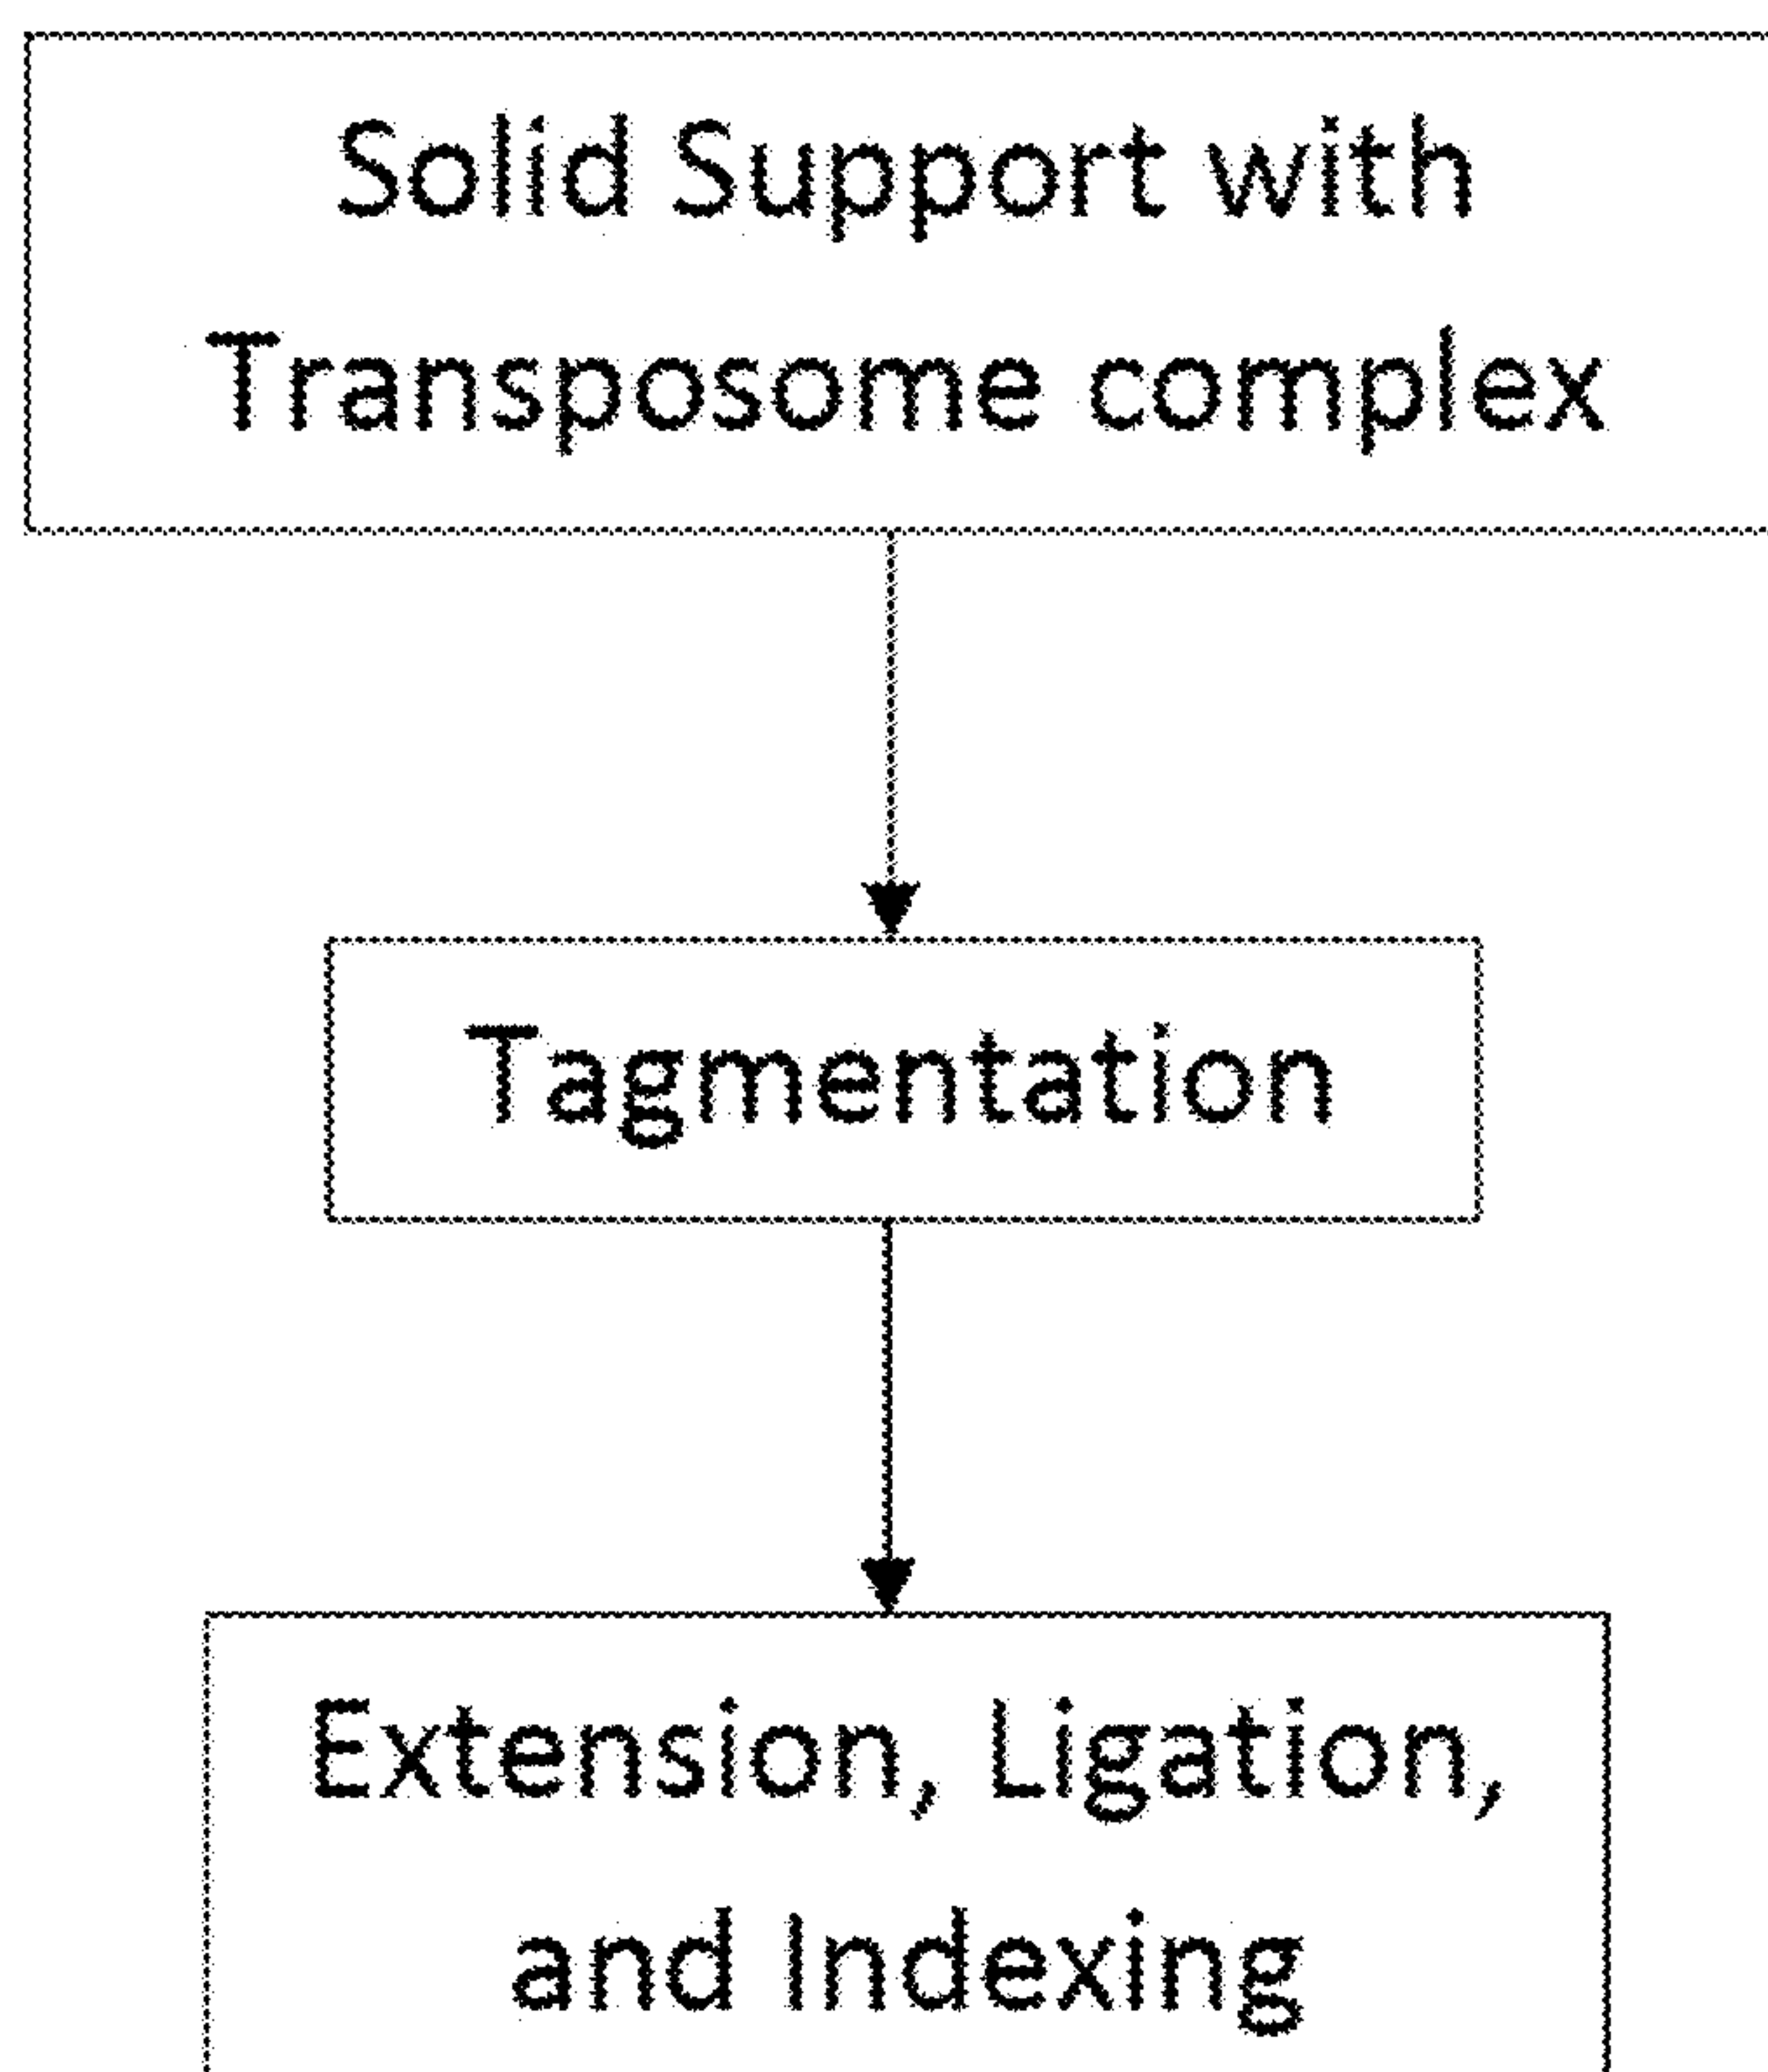 Solid Support with
Transposome complex
Tagmentation
Extension, Ligation,
and Indexing